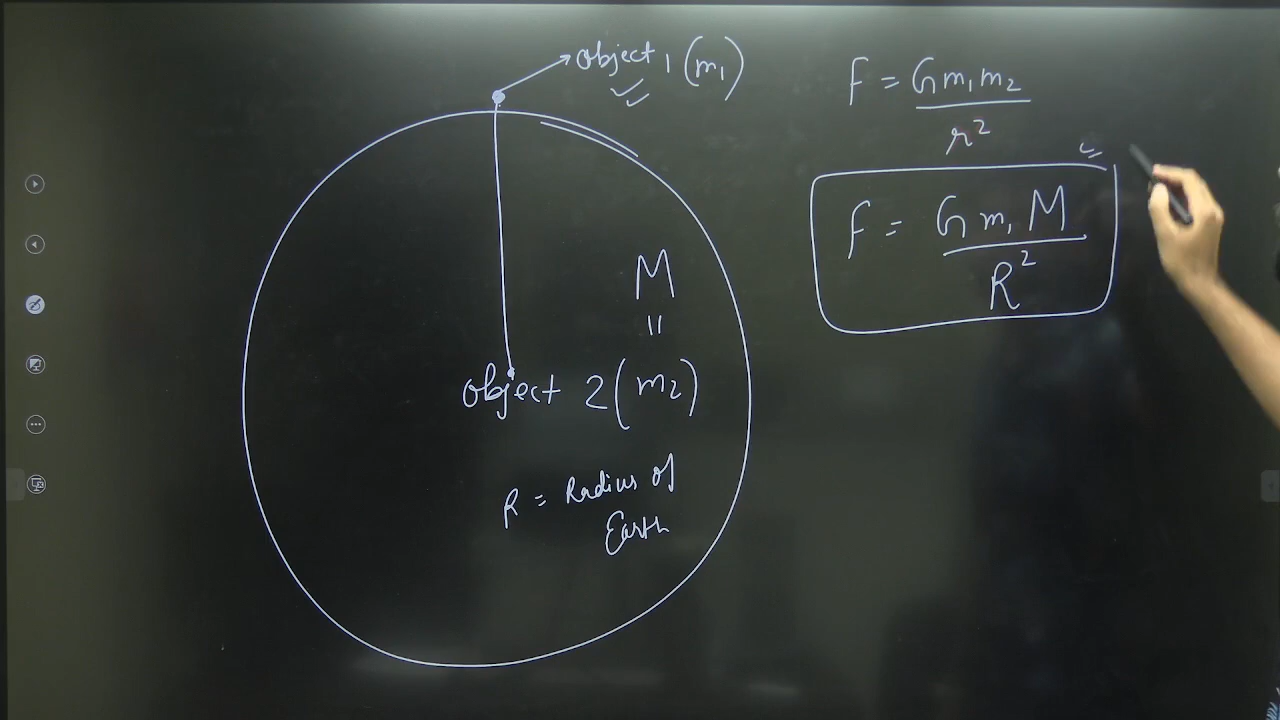 object 1 (m₁)
F = Gm₁m₂
r²
F = Gm₁M
R²
M
=
object 2 (m₂)
R = Radius of
Earth